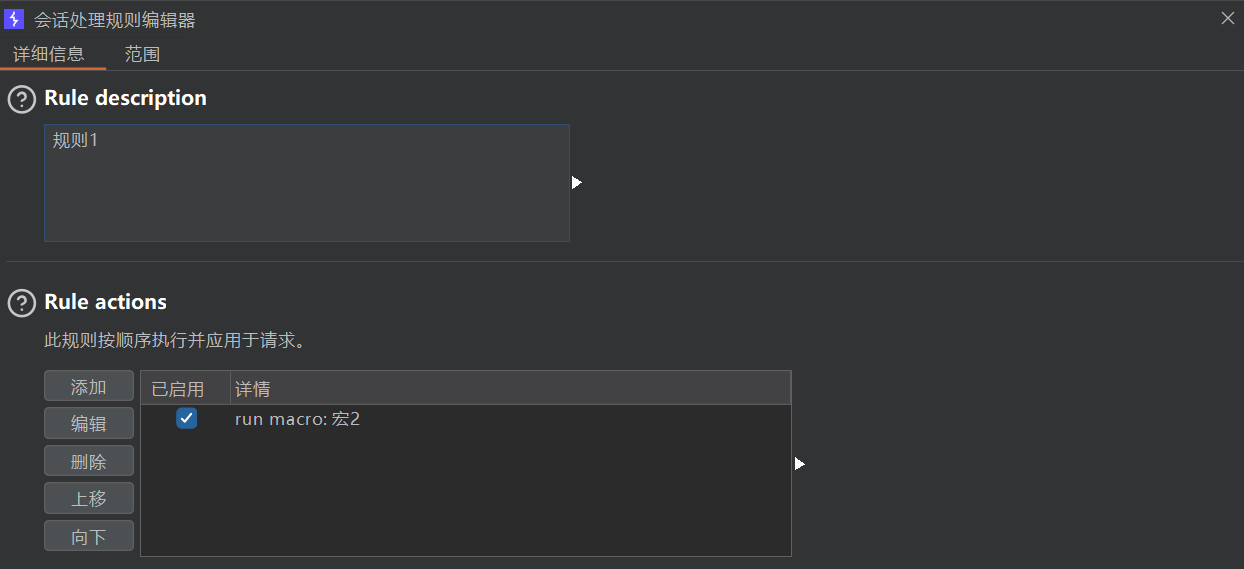 会话处理规则编辑器
详细信息 范围
Rule description
规则1
Rule actions
此规则按顺序执行并应用于请求。
添加 已启用 详情
编辑 run macro: 宏2
删除
上移
向下